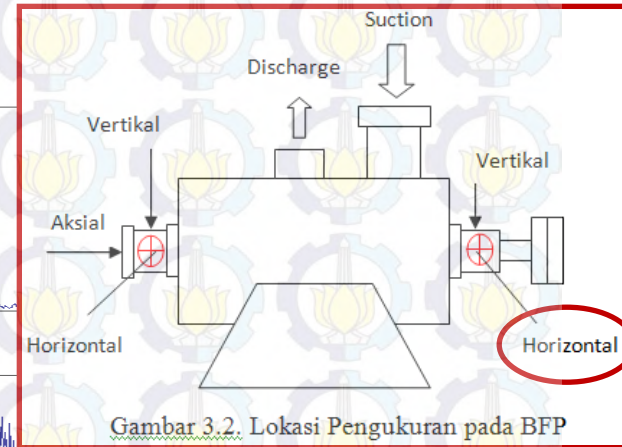 Suction
Discharge
Vertikal
Vertikal
Aksial
Horizontal
Horizontal
Gambar 3.2. Lokasi Pengukuran pada BFP